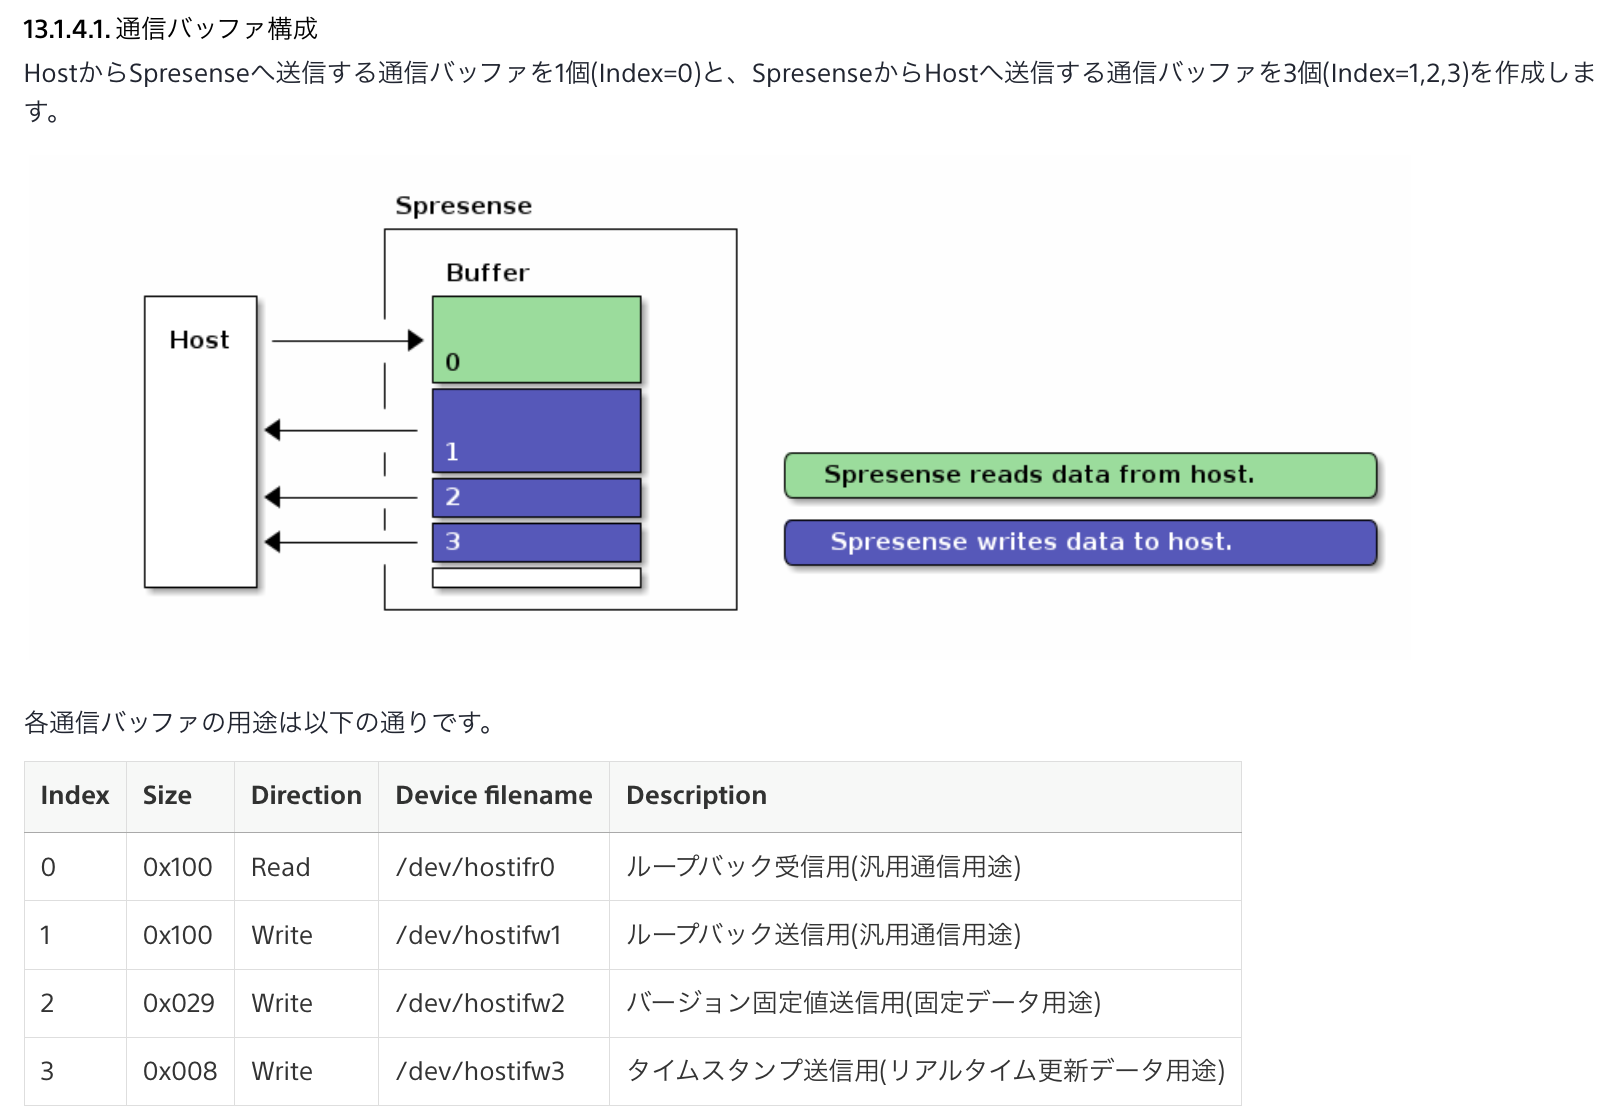 13.1.4.1. 通信バッファ構成
HostからSpresenseへ送信する通信バッファを1個(Index=0)と、SpresenseからHostへ送信する通信バッファを3個(Index=1,2,3)を作成しま
す。
Spresense
Buffer
Host
0
1
2
3
Spresense reads data from host.
Spresense writes data to host.
各通信バッファの用途は以下の通りです。
Index Size Direction Device filename Description
0 0x100 Read /dev/hostifr0 ループバック受信用(汎用通信用途)
1 0x100 Write /dev/hostifw1 ループバック送信用(汎用通信用途)
2 0x029 Write /dev/hostifw2 バージョン固定値送信用(固定データ用途)
3 0x008 Write /dev/hostifw3 タイムスタンプ送信用(リアルタイム更新データ用途)